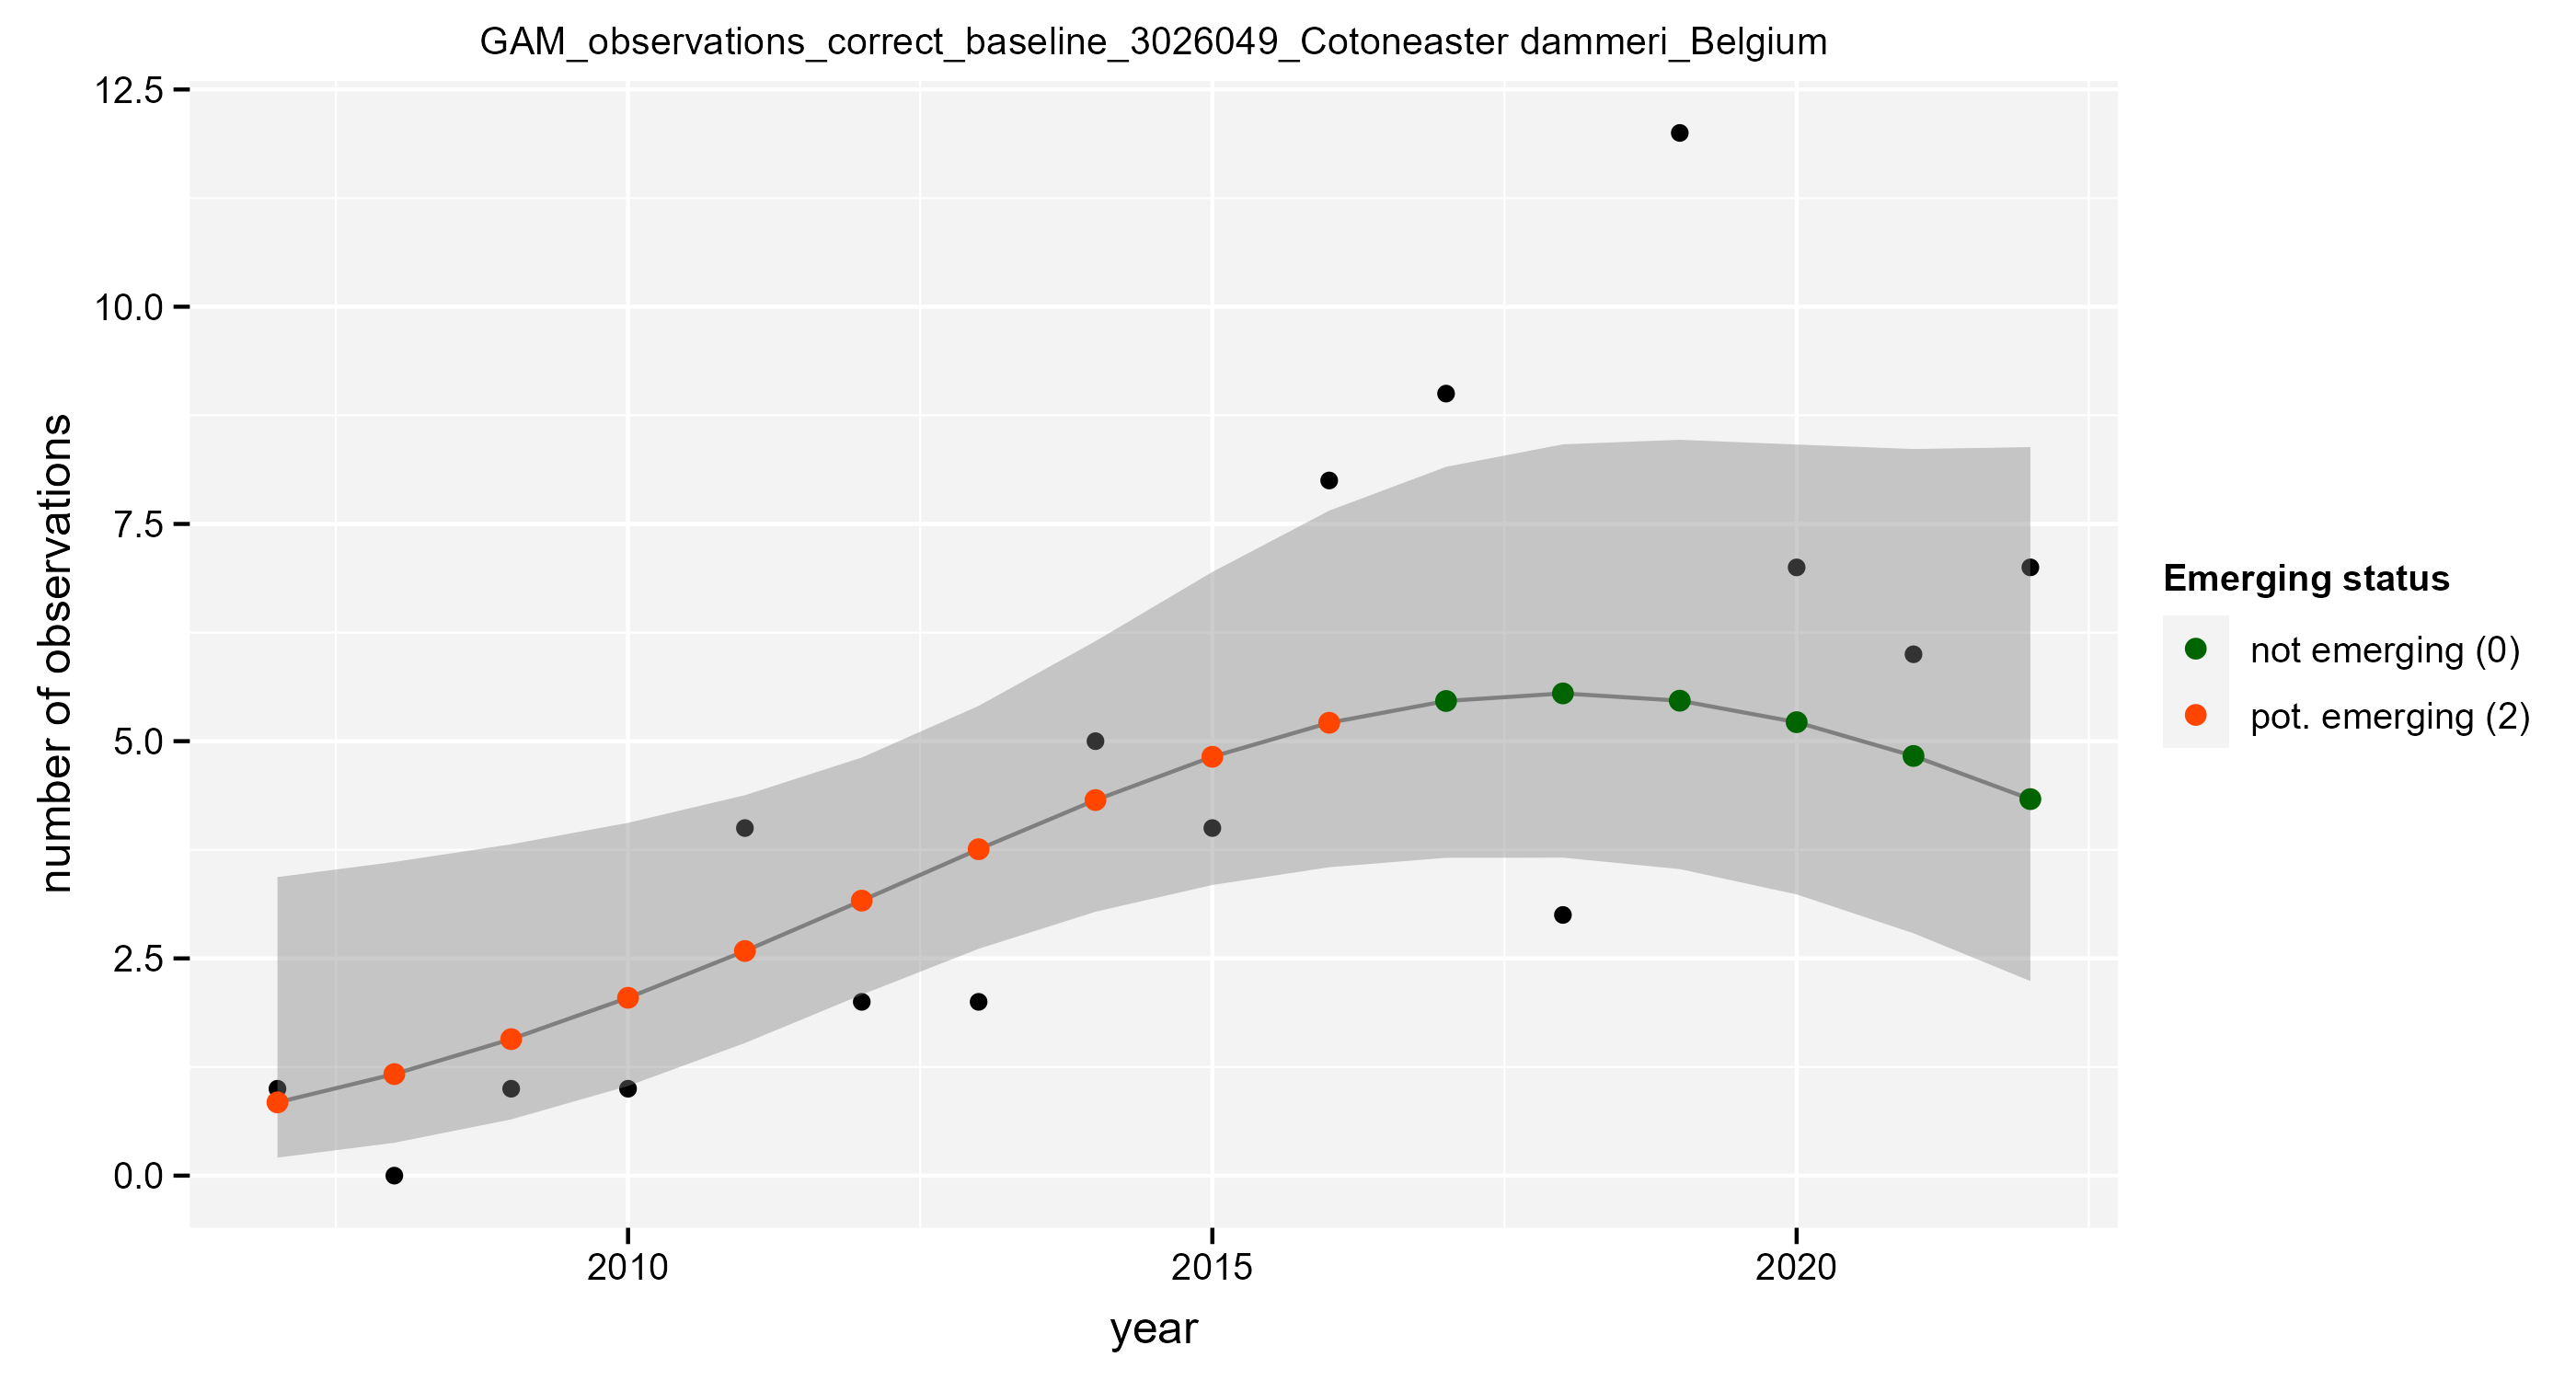 GAM_observations_correct_baseline_3026049_Cotoneaster dammeri_Belgium
12.5
10.0
7.5
5.0
2.5
0.0
number of observations
2010
2015
2020
year
Emerging status
not emerging (0)
pot. emerging (2)